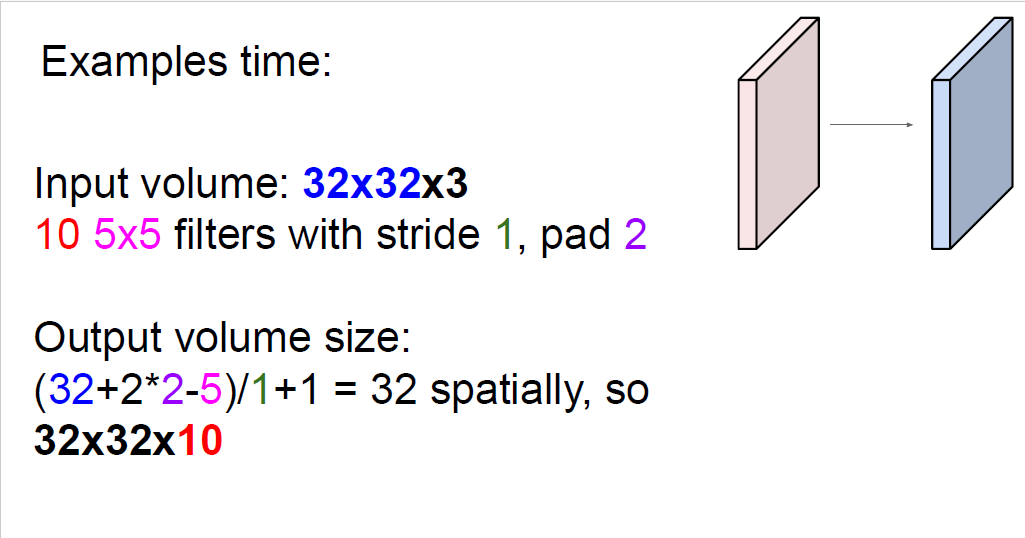 Examples time:
Input volume: 32x32x3
10 5x5 filters with stride 1, pad 2
Output volume size:
(32+2*2-5)/1+1 = 32 spatially, so
32x32x10